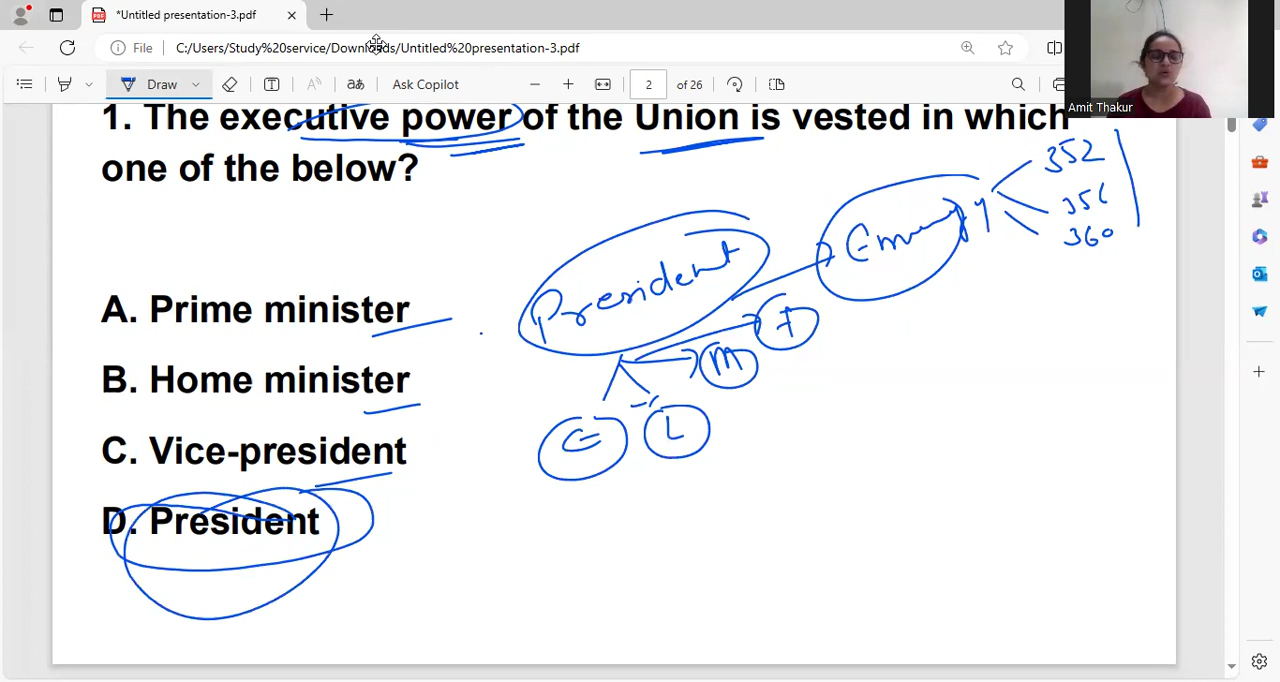 *Untitled presentation-3.pdf
File C:/Users/Study%20service/Downloads/Untitled%20presentation-3.pdf
Draw Ask Copilot 2 of 26
Amit Thakur
1. The executive power of the Union is vested in which
one of the below?
352
356
360
President
A. Prime minister
M
B. Home minister
L
C. Vice-president
D. President